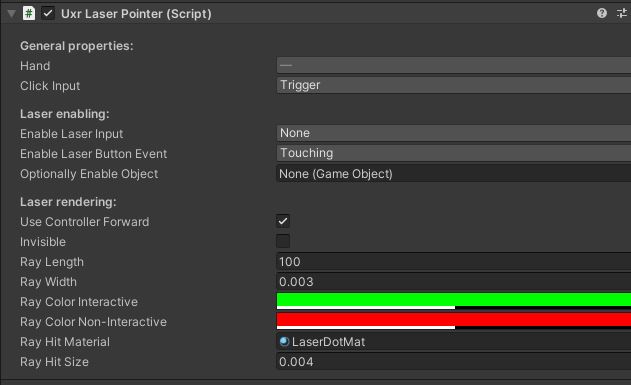 Uxr Laser Pointer (Script)
General properties:
Hand —
Click Input Trigger
Laser enabling:
Enable Laser Input None
Enable Laser Button Event Touching
Optionally Enable Object None (Game Object)
Laser rendering:
Use Controller Forward
Invisible
Ray Length 100
Ray Width 0.003
Ray Color Interactive
Ray Color Non-Interactive
Ray Hit Material LaserDotMat
Ray Hit Size 0.004